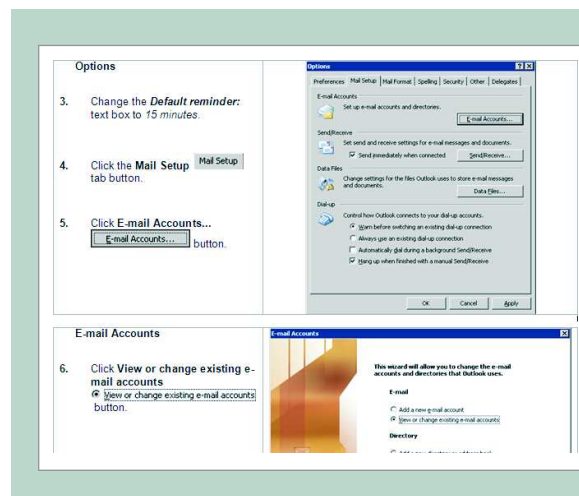 Options
3. Change the Default reminder:
text box to 15 minutes.
4. Click the Mail Setup Mail Setup
tab button.
5. Click E-mail Accounts...
E-mail Accounts...
button.
Options
Preferences Mail Setup Mail Format Spelling Security Other Delegates
E-mail Accounts
Set up e-mail accounts and directories.
E-mail Accounts...
Send/Receive
Set send and receive settings for e-mail messages and documents.
Send immediately when connected Send/Receive...
Data Files
Change settings for the files Outlook uses to store e-mail messages
and documents.
Data Files...
Dial-up
Control how Outlook connects to your dial-up accounts.
Warn before switching an existing dial-up connection
Always use an existing dial-up connection
Automatically dial during a background Send/Receive
Hang up when finished with a manual Send/Receive
OK Cancel Apply
E-mail Accounts
6. Click View or change existing e-
mail accounts
View or change existing e-mail accounts
button.
E-mail Accounts
This wizard will allow you to change the e-mail
accounts and directories that Outlook uses.
E-mail
Add a new e-mail account
View or change existing e-mail accounts
Directory